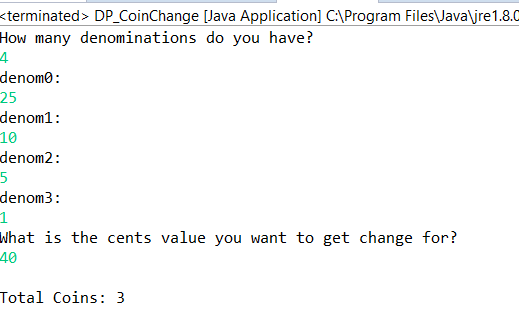 <terminated> DP_CoinChange [Java Application] C:\Program Files\Java\jre1.8.0
How many denominations do you have?
4
denom0:
25
denom1:
10
denom2:
5
denom3:
1
What is the cents value you want to get change for?
40
Total Coins: 3